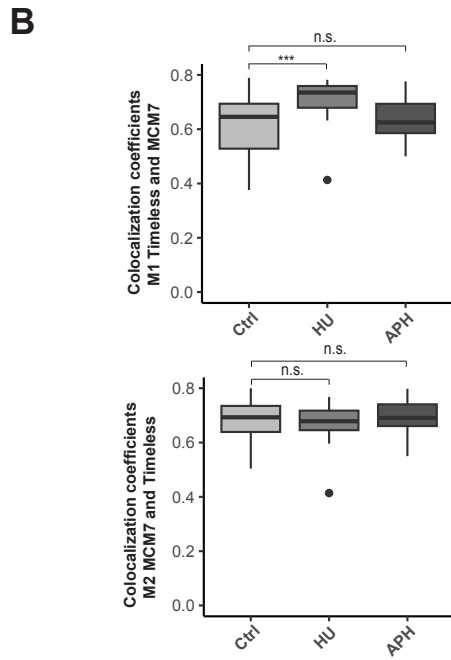 B
n.s.
***
Colocalization coefficients
M1 Timeless and MCM7
0.8
0.6
0.4
0.2
0.0
Ctrl
HU
APH
n.s.
n.s.
Colocalization coefficients
M2 MCM7 and Timeless
0.8
0.6
0.4
0.2
0.0
Ctrl
HU
APH